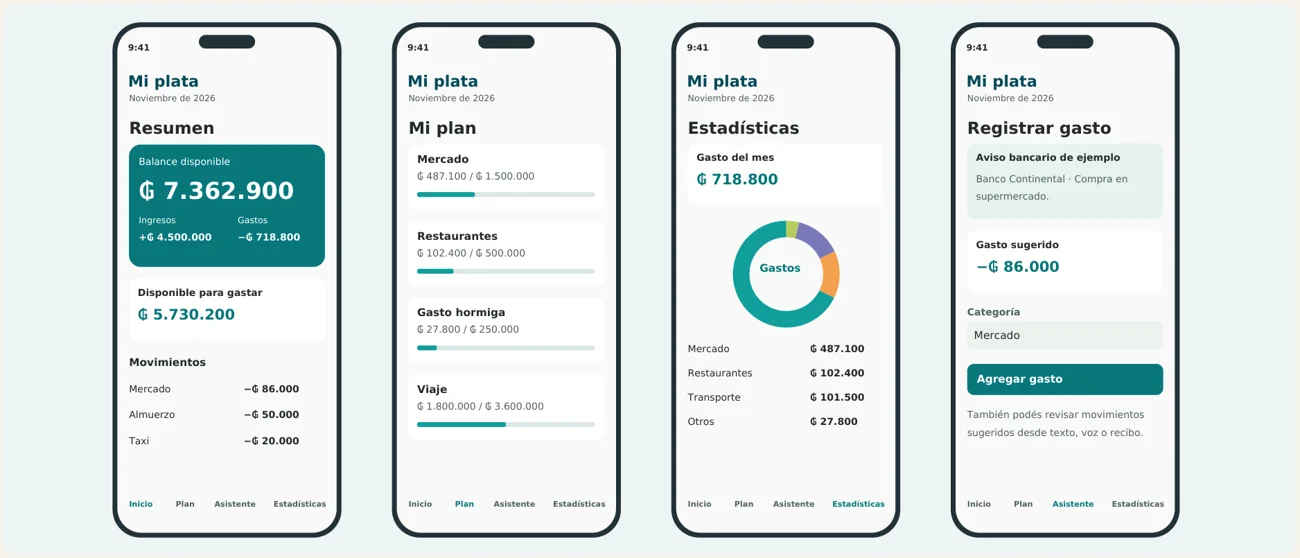 9:41
Mi plata
Noviembre de 2026
Resumen
Balance disponible
₲ 7.362.900
Ingresos Gastos
+₲ 4.500.000 −₲ 718.800
Disponible para gastar
₲ 5.730.200
Movimientos
Mercado −₲ 86.000
Almuerzo −₲ 50.000
Taxi −₲ 20.000
Inicio Plan Asistente Estadísticas
9:41
Mi plata
Noviembre de 2026
Mi plan
Mercado
₲ 487.100 / ₲ 1.500.000
Restaurantes
₲ 102.400 / ₲ 500.000
Gasto hormiga
₲ 27.800 / ₲ 250.000
Viaje
₲ 1.800.000 / ₲ 3.600.000
Inicio Plan Asistente Estadísticas
9:41
Mi plata
Noviembre de 2026
Estadísticas
Gasto del mes
₲ 718.800
Gastos
Mercado ₲ 487.100
Restaurantes ₲ 102.400
Transporte ₲ 101.500
Otros ₲ 27.800
Inicio Plan Asistente Estadísticas
9:41
Mi plata
Noviembre de 2026
Registrar gasto
Aviso bancario de ejemplo
Banco Continental · Compra en
supermercado.
Gasto sugerido
−₲ 86.000
Categoría
Mercado
Agregar gasto
También podés revisar movimientos
sugeridos desde texto, voz o recibo.
Inicio Plan Asistente Estadísticas